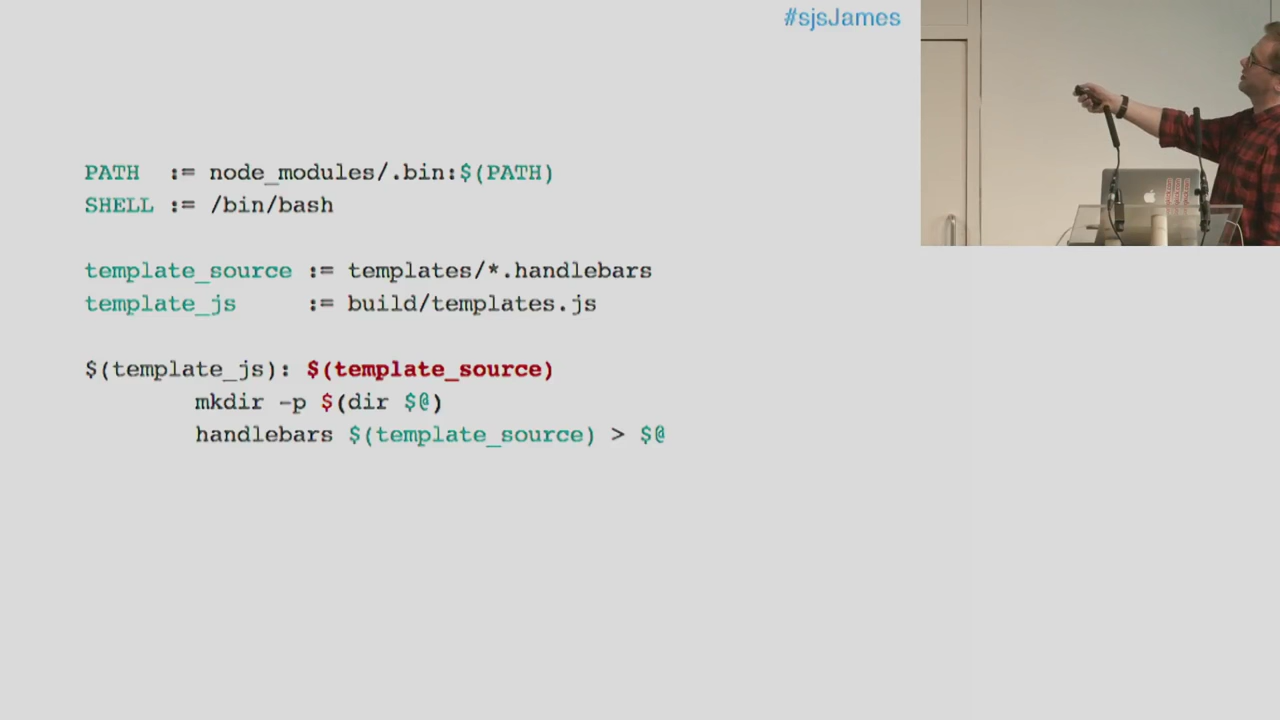 #sjsJames
PATH := node_modules/.bin:$(PATH)
SHELL := /bin/bash
template_source := templates/*.handlebars
template_js := build/templates.js
$(template_js): $(template_source)
mkdir -p $(dir $@)
handlebars $(template_source) > $@